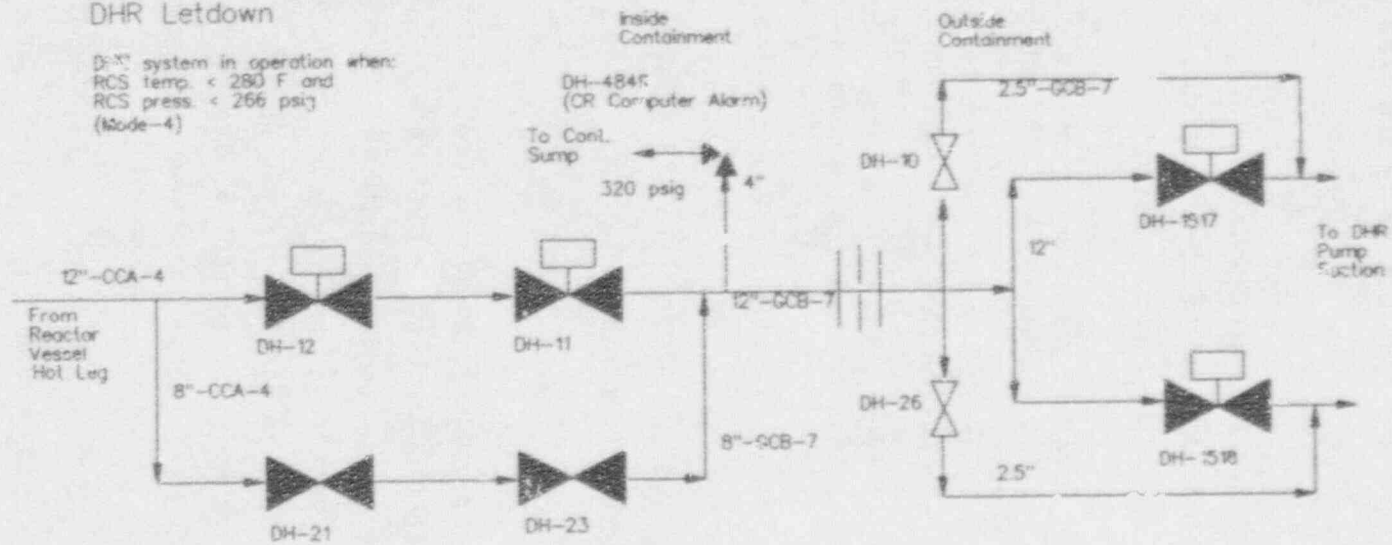 DHR Letdown
system in operation when:
RCS temp. < 280 F and
RCS press. < 266 psig
(Mode-4)
Inside
Containment
DH-4849
(CR Computer Alarm)
To Cont.
Sump
320 psig
4"
Outside
Containment
2.5"-GCB-7
DH-10
DH-1517
12"
To DHR
Pump
Suction
12"-CCA-4
From
Reactor
Vessel
Hot Leg
DH-12
DH-11
12"-GCB-7
8"-CCA-4
8"-GCB-7
DH-26
DH-1518
2.5"
DH-21
DH-23